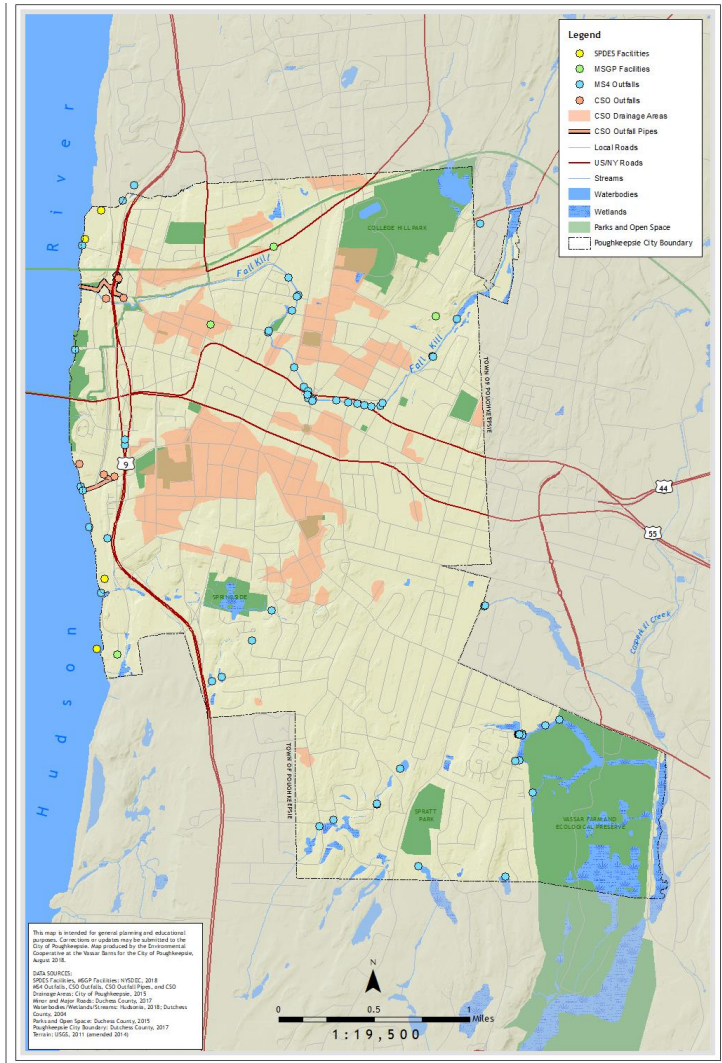 Legend
SPDES Facilities
MSGP Facilities
MS4 Outfalls
CSO Outfalls
CSO Drainage Areas
CSO Outfall Pipes
Local Roads
US/NY Roads
Streams
Waterbodies
Wetlands
Parks and Open Space
Poughkeepsie City Boundary
Hudson River
COLLEGE HILL PARK
Fall Kill
Fall Kill
TOWN OF POUGHKEEPSIE
9
44
55
SPRINGSIDE
Casperkill Creek
TOWN OF POUGHKEEPSIE
SPRATT
PARK
VASSAR FARM AND
ECOLOGICAL PRESERVE
This map is intended for general planning and educational
purposes. Corrections or updates may be submitted to the
City of Poughkeepsie. Map produced by the Environmental
Cooperative at the Vassar Barns for the City of Poughkeepsie,
August 2018.
DATA SOURCES:
SPDES Facilities, MSGP Facilities: NYSDEC, 2018
MS4 Outfalls, CSO Outfalls, CSO Outfall Pipes, and CSO
Drainage Areas: City of Poughkeepsie, 2015
Minor and Major Roads: Duchess County, 2017
Waterbodies/Wetlands/Streams: Hudsonia, 2018; Dutchess
County, 2004
Parks and Open Space: Duchess County, 2015
Poughkeepsie City Boundary: Dutchess County, 2017
Terrain: USGS, 2011 (amended 2014)
N
0 0.5 1 Miles
1:19,500